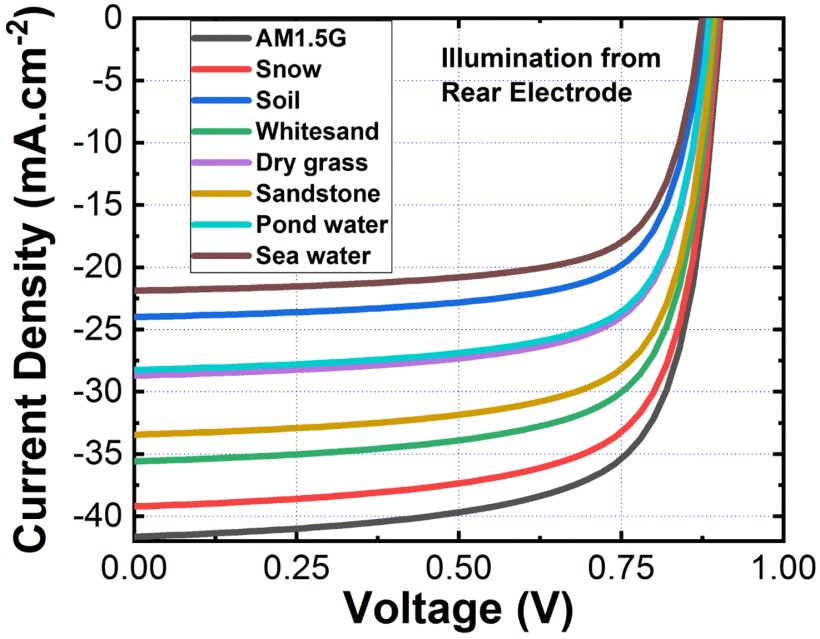 0
-5
-10
-15
-20
-25
-30
-35
-40
Current Density (mA.cm-2)
AM1.5G
Snow
Soil
Whitesand
Dry grass
Sandstone
Pond water
Sea water
Illumination from
Rear Electrode
0.00 0.25 0.50 0.75 1.00
Voltage (V)